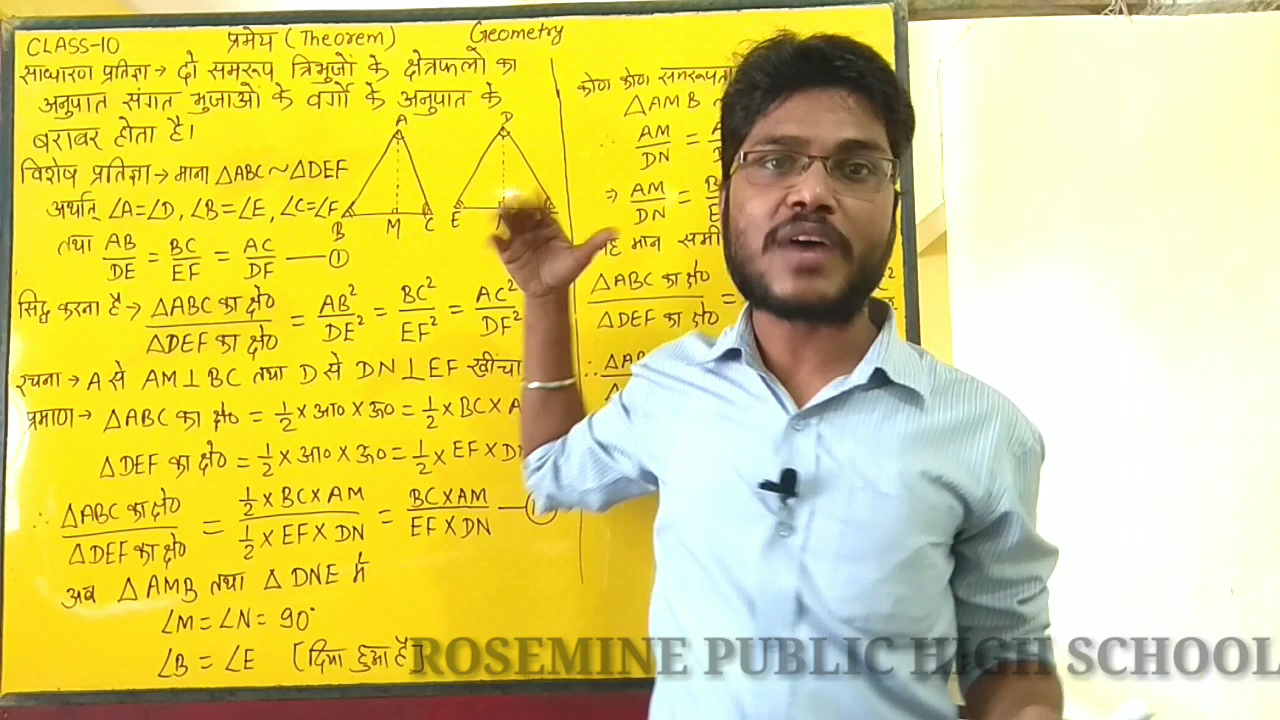 CLASS-10 प्रमेय (Theorem) Geometry
साधारण प्रतिज्ञा→ दो समरूप त्रिभुजों के क्षेत्रफलों का
अनुपात संगत भुजाओं के वर्गों के अनुपात के
बराबर होता है।
विशेष प्रतिज्ञा→ माना △ABC ~ △DEF
अर्थात् ∠A=∠D, ∠B=∠E, ∠C=∠F
तथा AB/DE = BC/EF = AC/DF —①
सिद्ध करना है→ △ABC का क्षे०/△DEF का क्षे० = AB²/DE² = BC²/EF² = AC²/DF²
रचना→ A से AM⊥BC तथा D से DN⊥EF खींचा
प्रमाण→ △ABC का क्षे० = 1/2 × आ० × ऊ० = 1/2 × BC × A
△DEF का क्षे० = 1/2 × आ० × ऊ० = 1/2 × EF × D
∴ △ABC का क्षे०/△DEF का क्षे० = 1/2 × BC × AM/1/2 × EF × DN = BC × AM/EF × DN —
अब △AMB तथा △DNE में
∠M = ∠N = 90°
∠B = ∠E [दिया हुआ है]
A
B M C
D
E
कोण कोण समरूपता
△AMB
∴ AM/DN =
⇒ AM/DN = B/E
यह मान समी
△ABC का क्षे०/△DEF का क्षे० =
∴ △AB
ROSEMINE PUBLIC HIGH SCHOOL